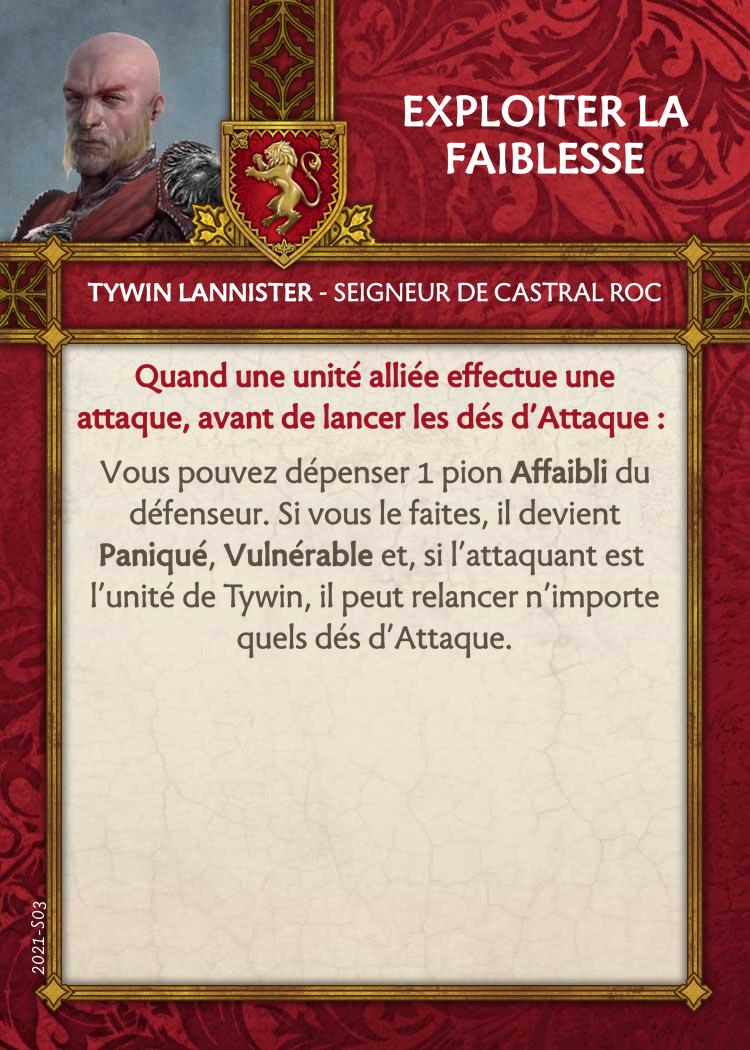 EXPLOITER LA
FAIBLESSE
TYWIN LANNISTER - SEIGNEUR DE CASTRAL ROC
Quand une unité alliée effectue une
attaque, avant de lancer les dés d'Attaque :
Vous pouvez dépenser 1 pion Affaibli du
défenseur. Si vous le faites, il devient
Paniqué, Vulnérable et, si l'attaquant est
l'unité de Tywin, il peut relancer n'importe
quels dés d'Attaque.
2021-S03